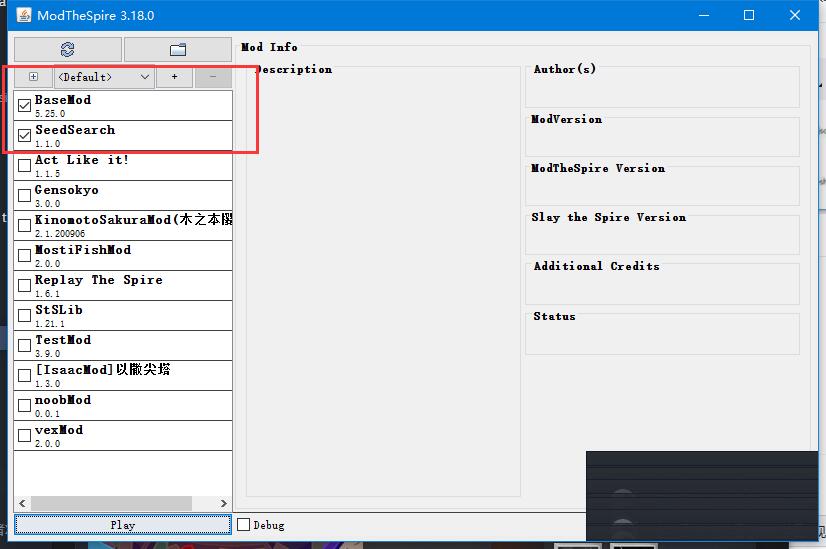 ModTheSpire 3.18.0
Mod Info
<Default>
+
−
Description
Author(s)
BaseMod
5.25.0
SeedSearch
1.1.0
ModVersion
Act Like it!
1.1.5
ModTheSpire Version
Gensokyo
3.0.0
KinomotoSakuraMod(木之本
2.1.200906
Slay the Spire Version
MostiFishMod
2.0.0
Additional Credits
Replay The Spire
1.6.1
StSLib
1.21.1
Status
TestMod
3.9.0
[IsaacMod]以撒尖塔
1.3.0
noobMod
0.0.1
vexMod
2.0.0
Play
Debug